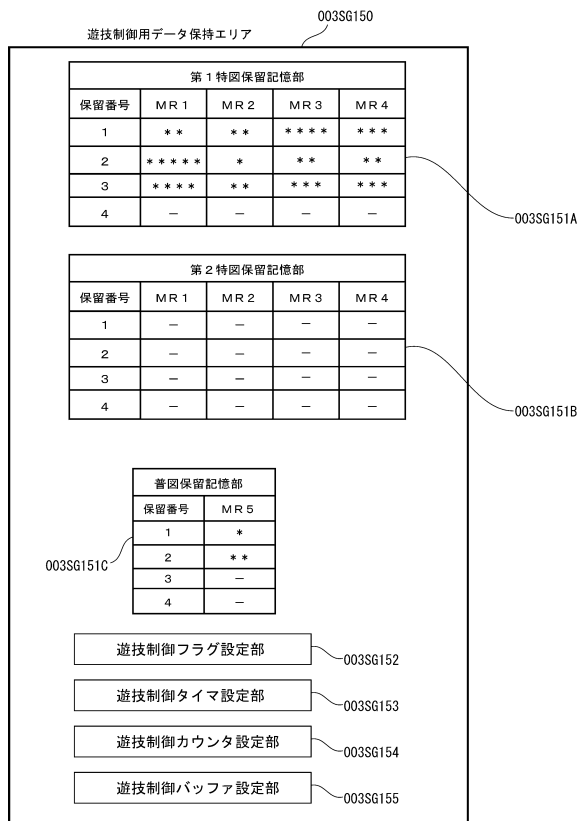 003SG150
遊技制御用データ保持エリア
第１特図保留記憶部
保留番号 ＭＲ１ ＭＲ２ ＭＲ３ ＭＲ４
1 ** ** **** ***
2 ***** * ** **
3 **** ** *** ***
4 － － － －
003SG151A
第２特図保留記憶部
保留番号 ＭＲ１ ＭＲ２ ＭＲ３ ＭＲ４
1 － － － －
2 － － － －
3 － － － －
4 － － － －
003SG151B
普図保留記憶部
保留番号 ＭＲ５
1 *
2 **
3 －
4 －
003SG151C
遊技制御フラグ設定部
003SG152
遊技制御タイマ設定部
003SG153
遊技制御カウンタ設定部
003SG154
遊技制御バッファ設定部
003SG155